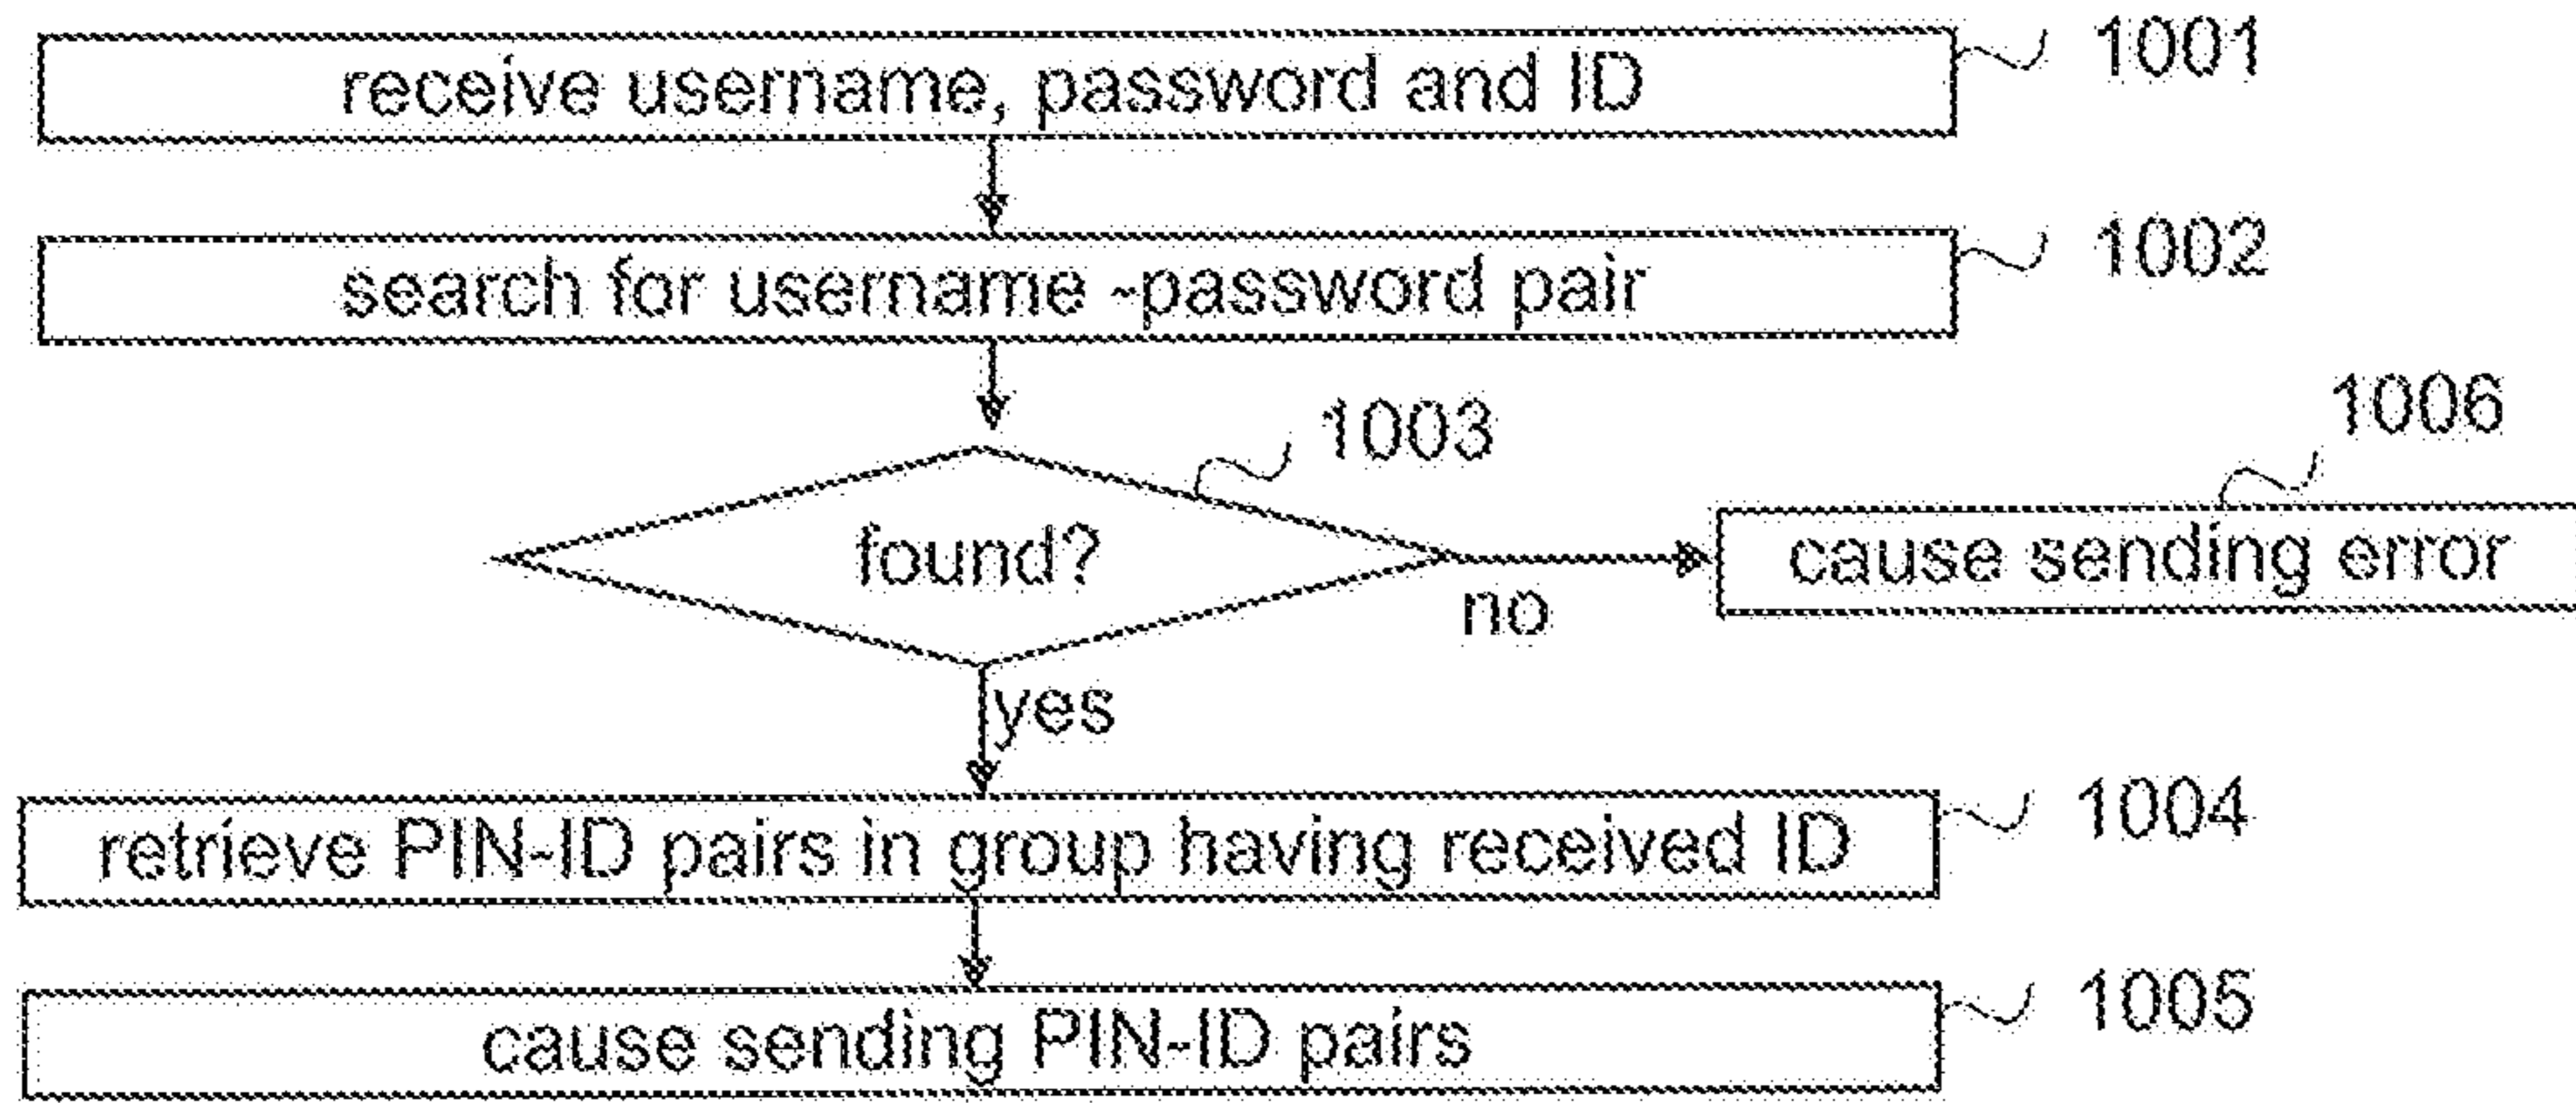 receive username, password and ID
1001
search for username -password pair
1002
1003
1006
found?
cause sending error
no
yes
retrieve PIN-ID pairs in group having received ID
1004
cause sending PIN-ID pairs
1005